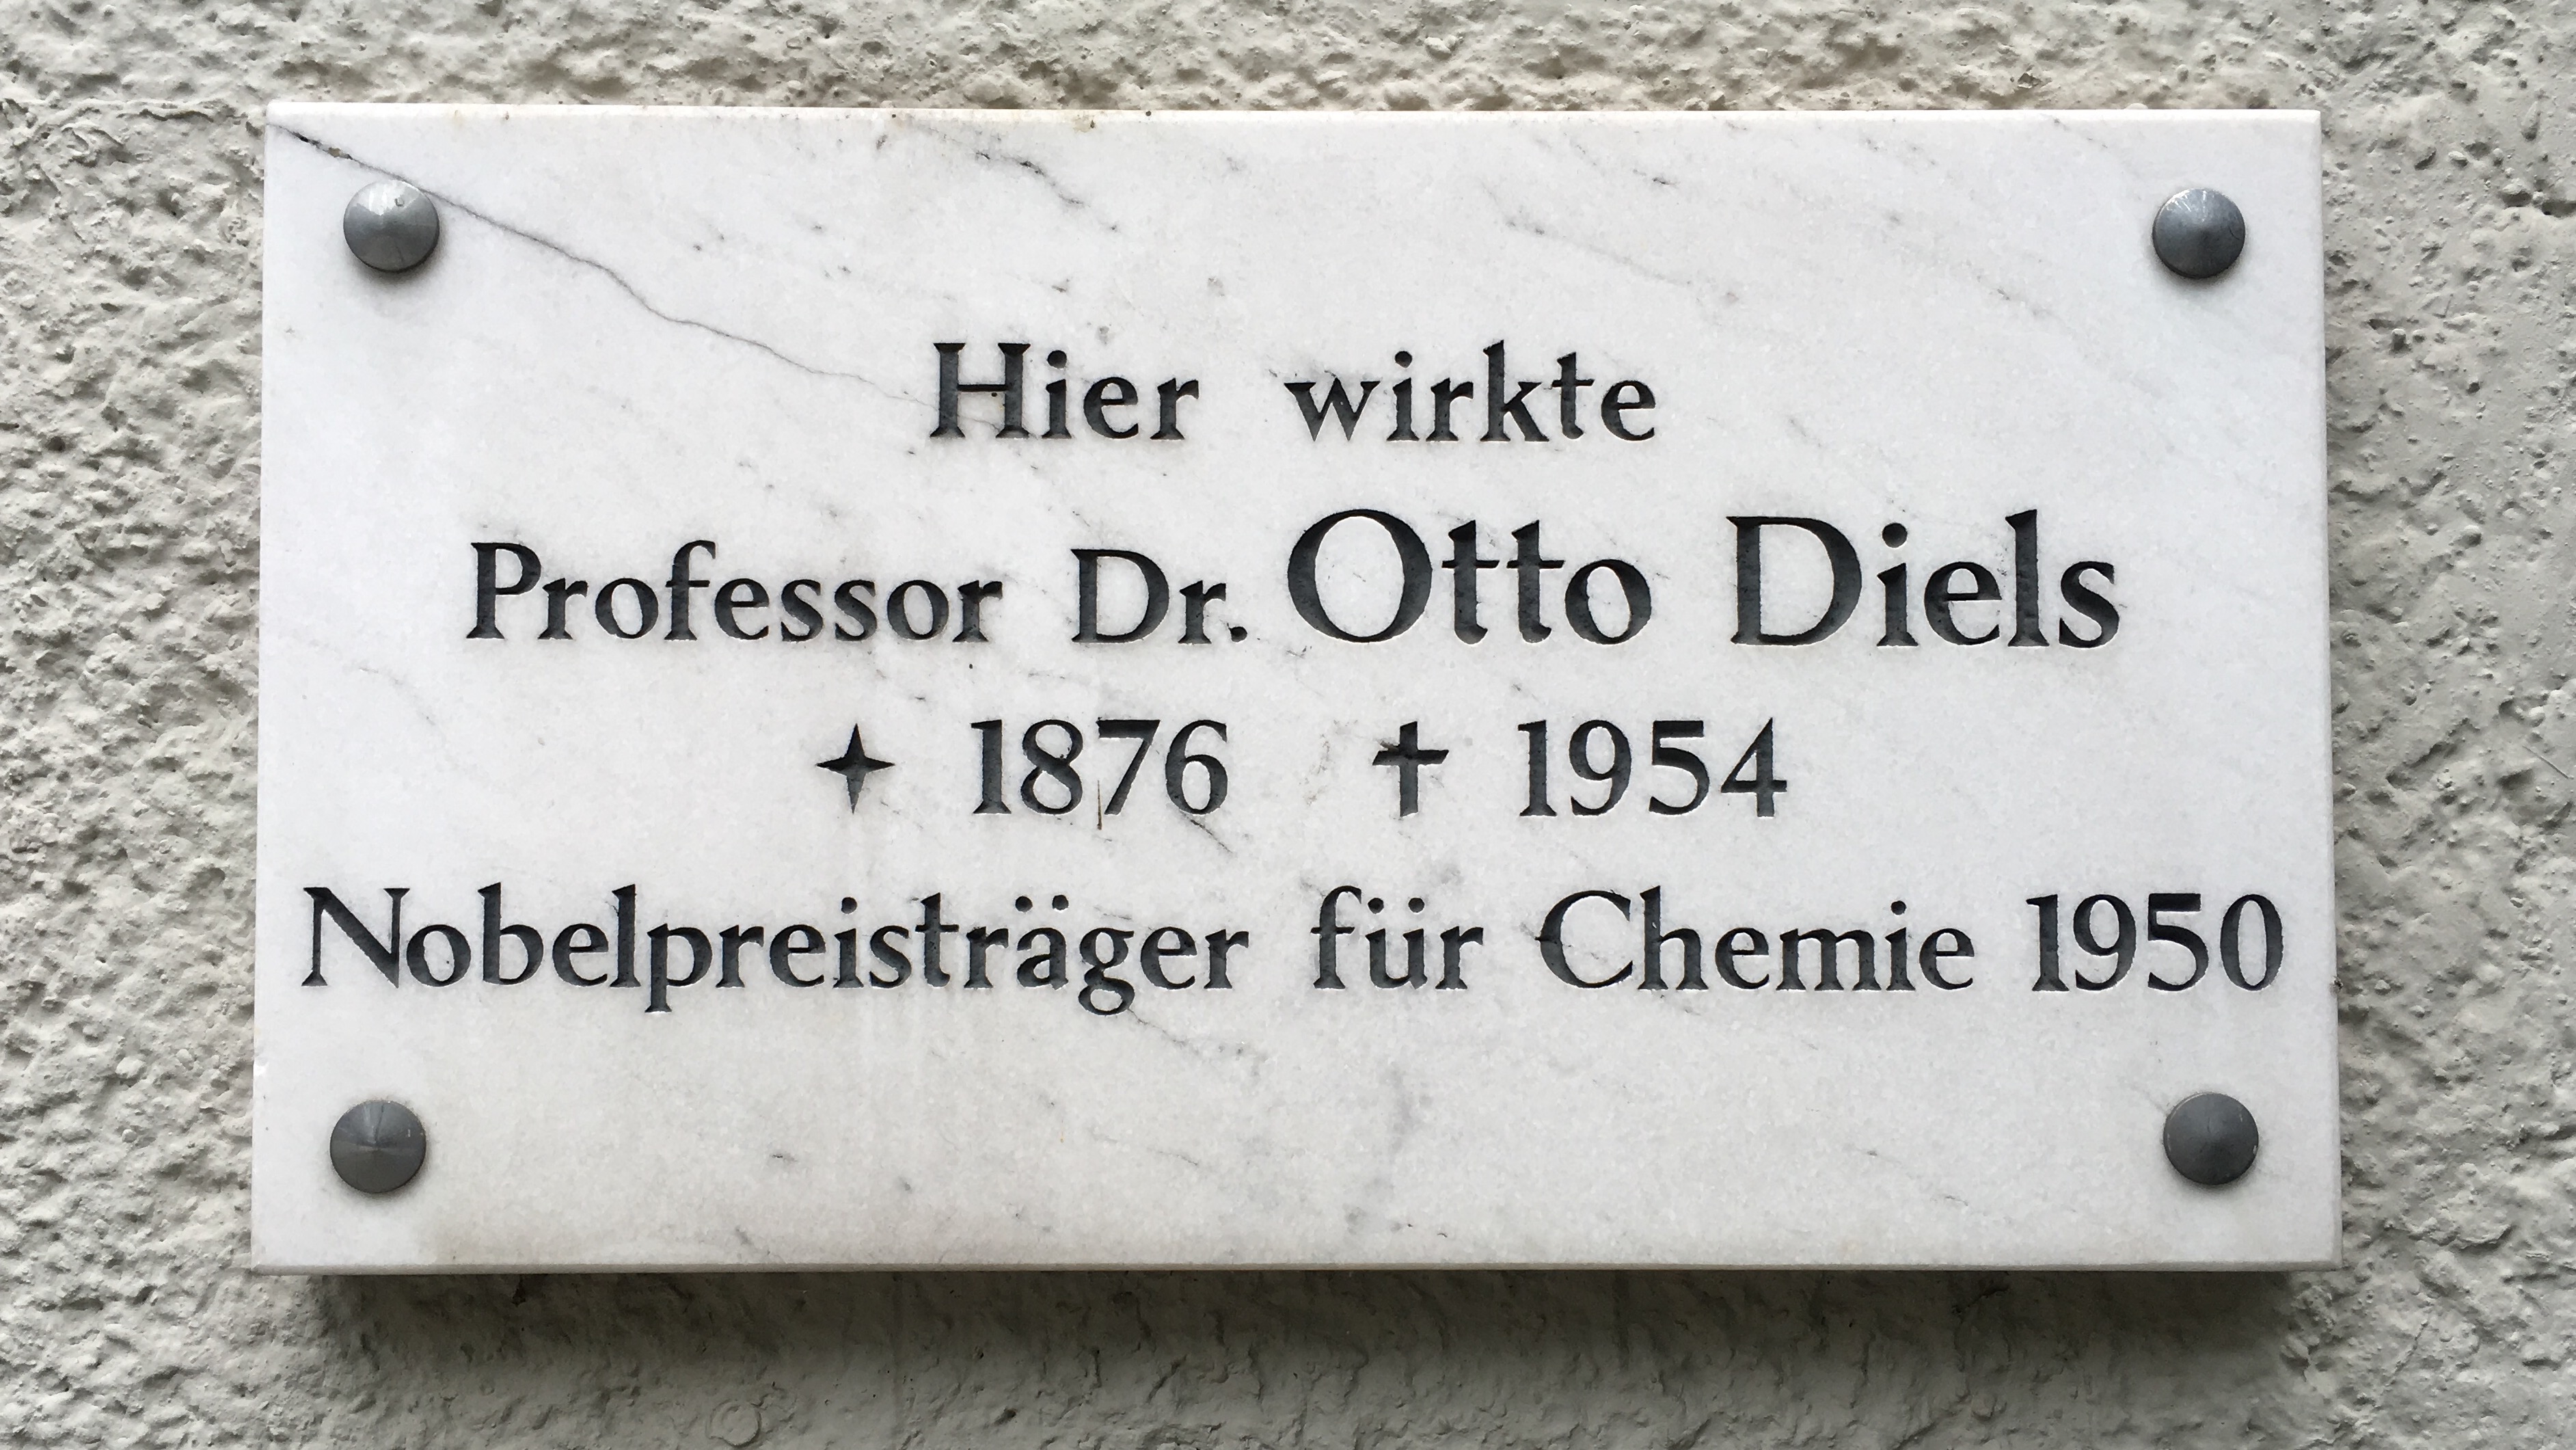 Hier wirkte
Professor Dr. Otto Diels
✦ 1876 † 1954
Nobelpreisträger für Chemie 1950